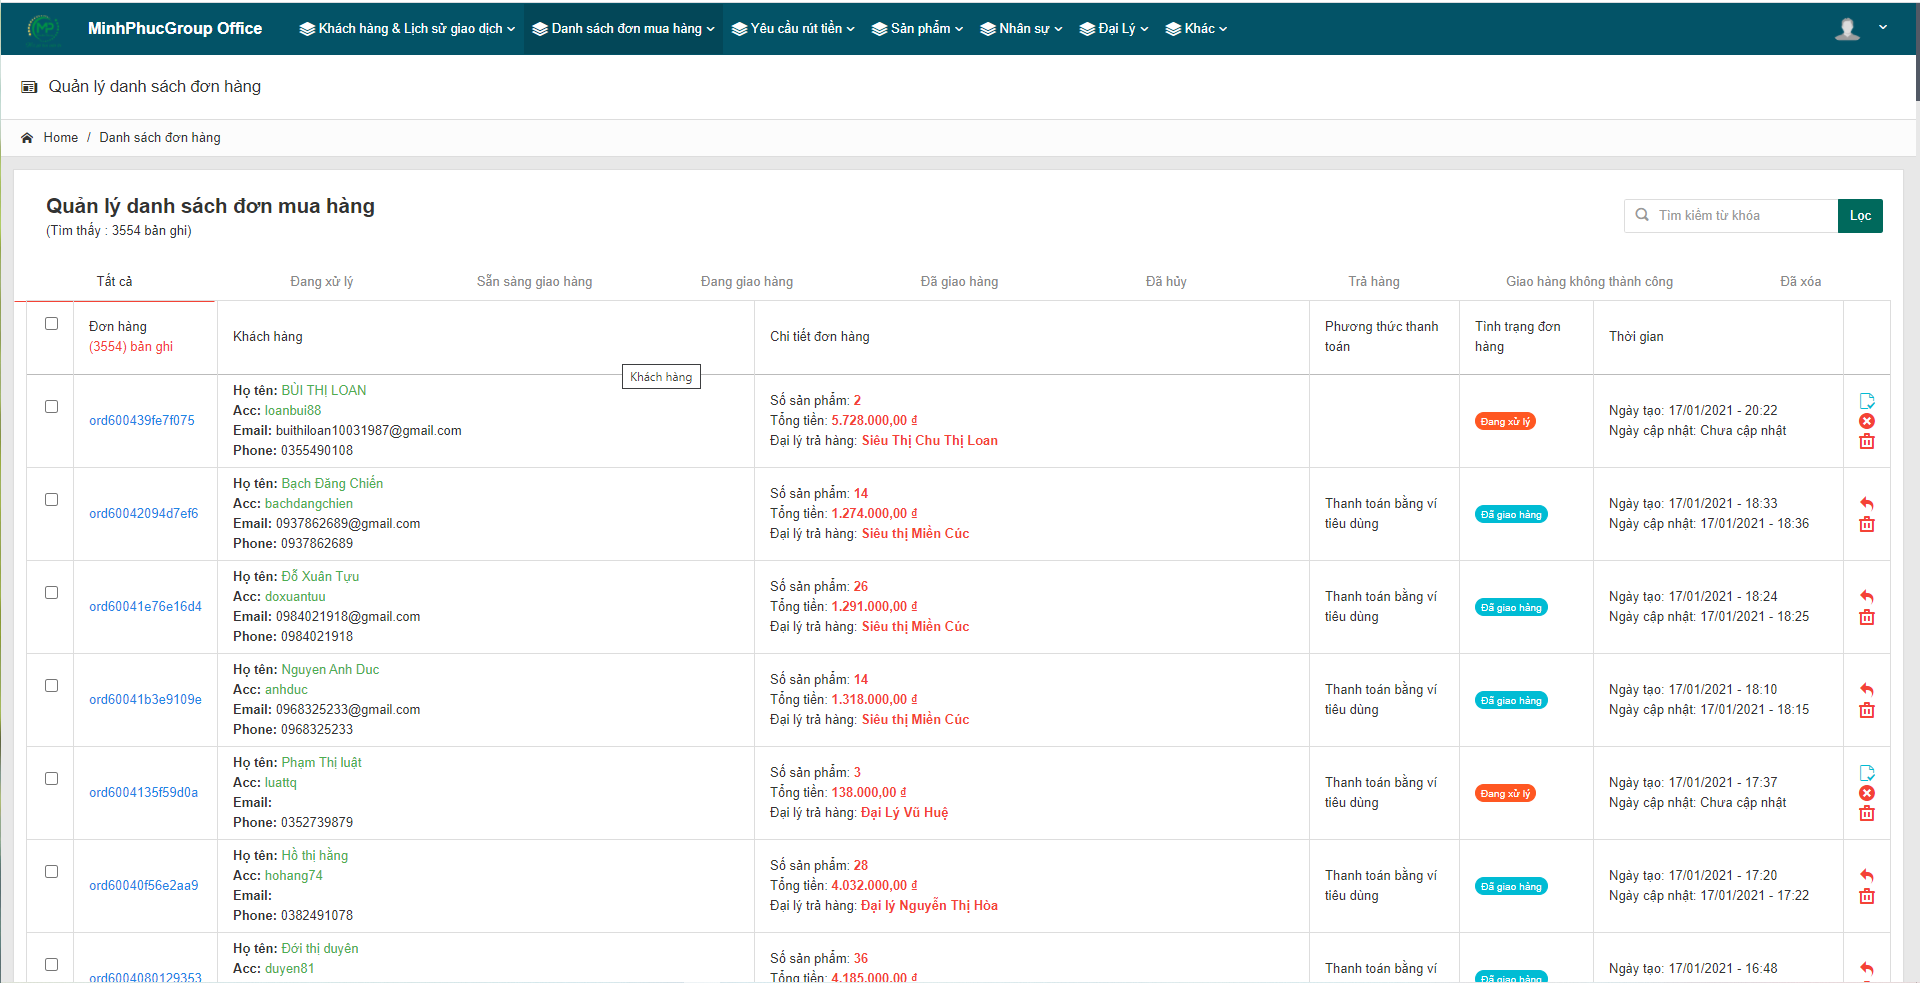 MP
MinhPhucGroup Office
Khách hàng & Lịch sử giao dịch
Danh sách đơn mua hàng
Yêu cầu rút tiền
Sản phẩm
Nhân sự
Đại Lý
Khác
Quản lý danh sách đơn hàng
Home / Danh sách đơn hàng
Quản lý danh sách đơn mua hàng
(Tìm thấy : 3554 bản ghi)
Tìm kiếm từ khóa
Lọc
Tất cả
Đang xử lý
Sẵn sàng giao hàng
Đang giao hàng
Đã giao hàng
Đã hủy
Trả hàng
Giao hàng không thành công
Đã xóa
Đơn hàng
(3554) bản ghi
Khách hàng
Chi tiết đơn hàng
Phương thức thanh
toán
Tình trạng đơn
hàng
Thời gian
Khách hàng
ord600439fe7f075
Họ tên: BÙI THỊ LOAN
Acc: loanbui88
Email: buithiloan10031987@gmail.com
Phone: 0355490108
Số sản phẩm: 2
Tổng tiền: 5.728.000,00 đ
Đại lý trả hàng: Siêu Thị Chu Thị Loan
Đang xử lý
Ngày tạo: 17/01/2021 - 20:22
Ngày cập nhật: Chưa cập nhật
ord60042094d7ef6
Họ tên: Bạch Đăng Chiến
Acc: bachdangchien
Email: 0937862689@gmail.com
Phone: 0937862689
Số sản phẩm: 14
Tổng tiền: 1.274.000,00 đ
Đại lý trả hàng: Siêu thị Miền Cúc
Thanh toán bằng ví
tiêu dùng
Đã giao hàng
Ngày tạo: 17/01/2021 - 18:33
Ngày cập nhật: 17/01/2021 - 18:36
ord60041e76e16d4
Họ tên: Đỗ Xuân Tựu
Acc: doxuantuu
Email: 0984021918@gmail.com
Phone: 0984021918
Số sản phẩm: 26
Tổng tiền: 1.291.000,00 đ
Đại lý trả hàng: Siêu thị Miền Cúc
Thanh toán bằng ví
tiêu dùng
Đã giao hàng
Ngày tạo: 17/01/2021 - 18:24
Ngày cập nhật: 17/01/2021 - 18:25
ord60041b3e9109e
Họ tên: Nguyen Anh Duc
Acc: anhduc
Email: 0968325233@gmail.com
Phone: 0968325233
Số sản phẩm: 14
Tổng tiền: 1.318.000,00 đ
Đại lý trả hàng: Siêu thị Miền Cúc
Thanh toán bằng ví
tiêu dùng
Đã giao hàng
Ngày tạo: 17/01/2021 - 18:10
Ngày cập nhật: 17/01/2021 - 18:15
ord6004135f59d0a
Họ tên: Phạm Thị luật
Acc: luattq
Email:
Phone: 0352739879
Số sản phẩm: 3
Tổng tiền: 138.000,00 đ
Đại lý trả hàng: Đại Lý Vũ Huệ
Thanh toán bằng ví
tiêu dùng
Đang xử lý
Ngày tạo: 17/01/2021 - 17:37
Ngày cập nhật: Chưa cập nhật
ord60040f56e2aa9
Họ tên: Hồ thị hằng
Acc: hohang74
Email:
Phone: 0382491078
Số sản phẩm: 28
Tổng tiền: 4.032.000,00 đ
Đại lý trả hàng: Đại lý Nguyễn Thị Hòa
Thanh toán bằng ví
tiêu dùng
Đã giao hàng
Ngày tạo: 17/01/2021 - 17:20
Ngày cập nhật: 17/01/2021 - 17:22
ord6004080129353
Họ tên: Đới thị duyên
Acc: duyen81
Số sản phẩm: 36
Tổng tiền: 4.185.000,00 đ
Thanh toán bằng ví
Đã giao hàng
Ngày tạo: 17/01/2021 - 16:48